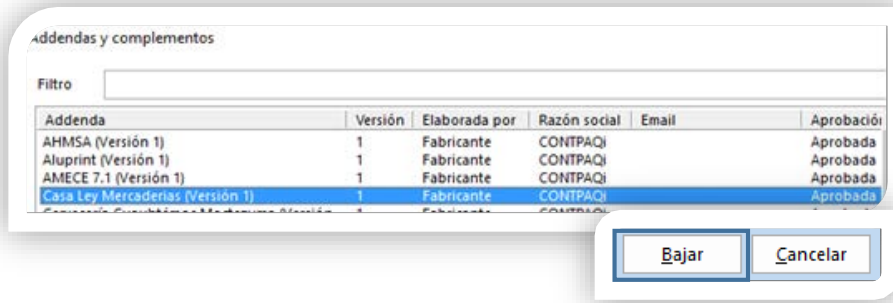 Addendas y complementos
Filtro
Addenda Versión Elaborada por Razón social Email Aprobación
AHMSA (Versión 1) 1 Fabricante CONTPAQi Aprobada
Aluprint (Versión 1) 1 Fabricante CONTPAQi Aprobada
AMECE 7.1 (Versión 1) 1 Fabricante CONTPAQi Aprobada
Casa Ley Mercaderias (Versión 1) 1 Fabricante CONTPAQi Aprobada
Bajar Cancelar